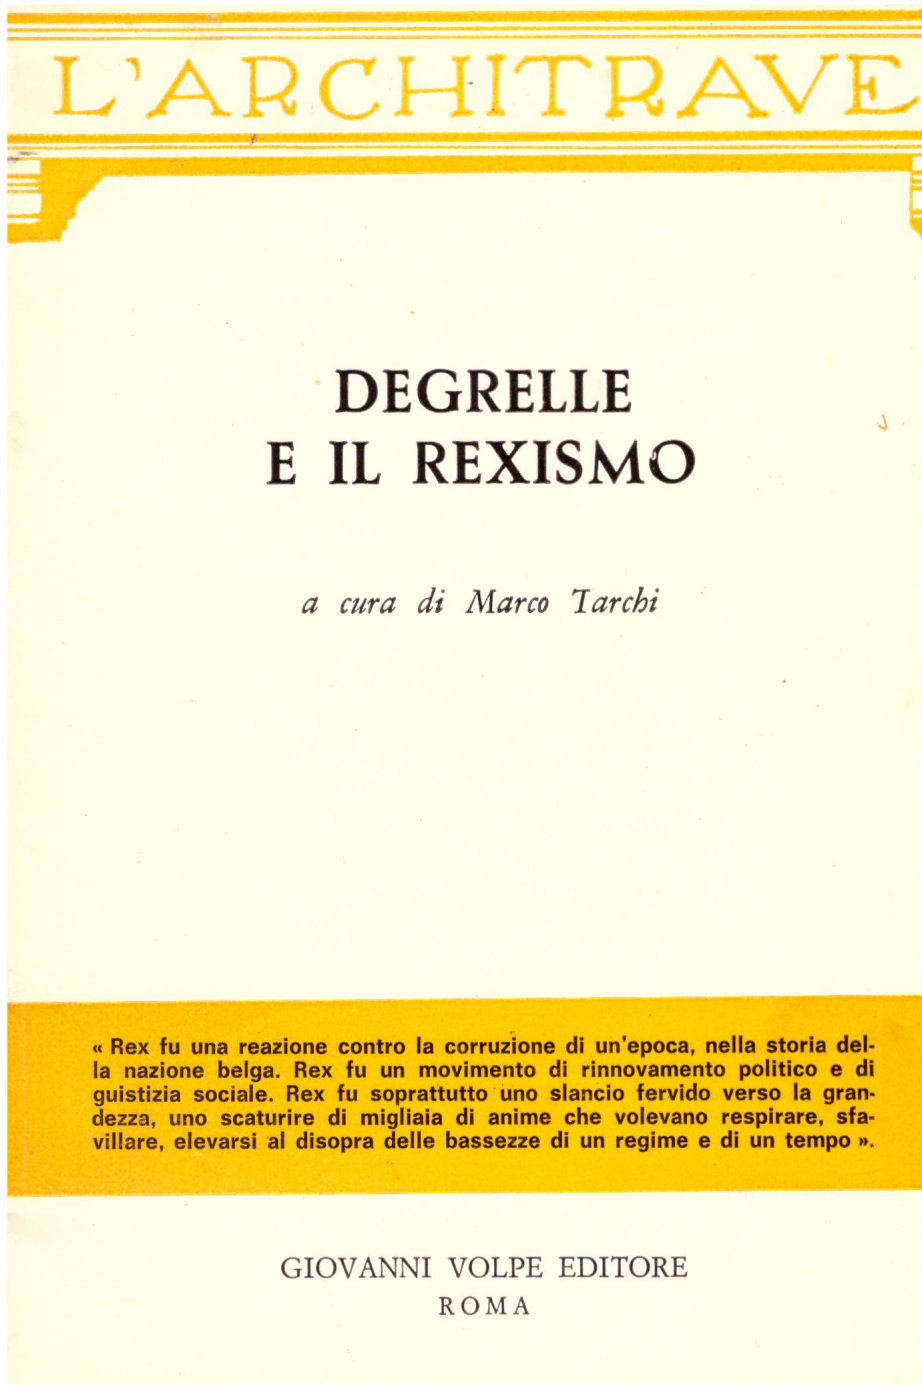 L'ARCHITRAVE
DEGRELLE
E IL REXISMO
a cura di Marco Tarchi
« Rex fu una reazione contro la corruzione di un'epoca, nella storia del-
la nazione belga. Rex fu un movimento di rinnovamento politico e di
guistizia sociale. Rex fu soprattutto uno slancio fervido verso la gran-
dezza, uno scaturire di migliaia di anime che volevano respirare, sfa-
villare, elevarsi al disopra delle bassezze di un regime e di un tempo ».
GIOVANNI VOLPE EDITORE
ROMA